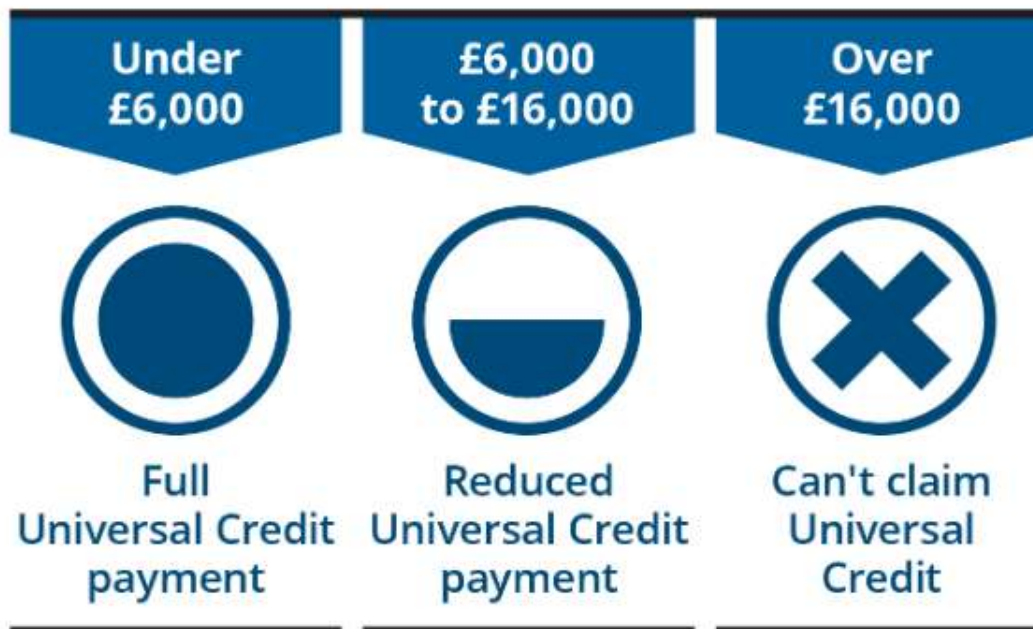 Under
£6,000
£6,000
to £16,000
Over
£16,000
Full
Universal Credit
payment
Reduced
Universal Credit
payment
Can't claim
Universal
Credit